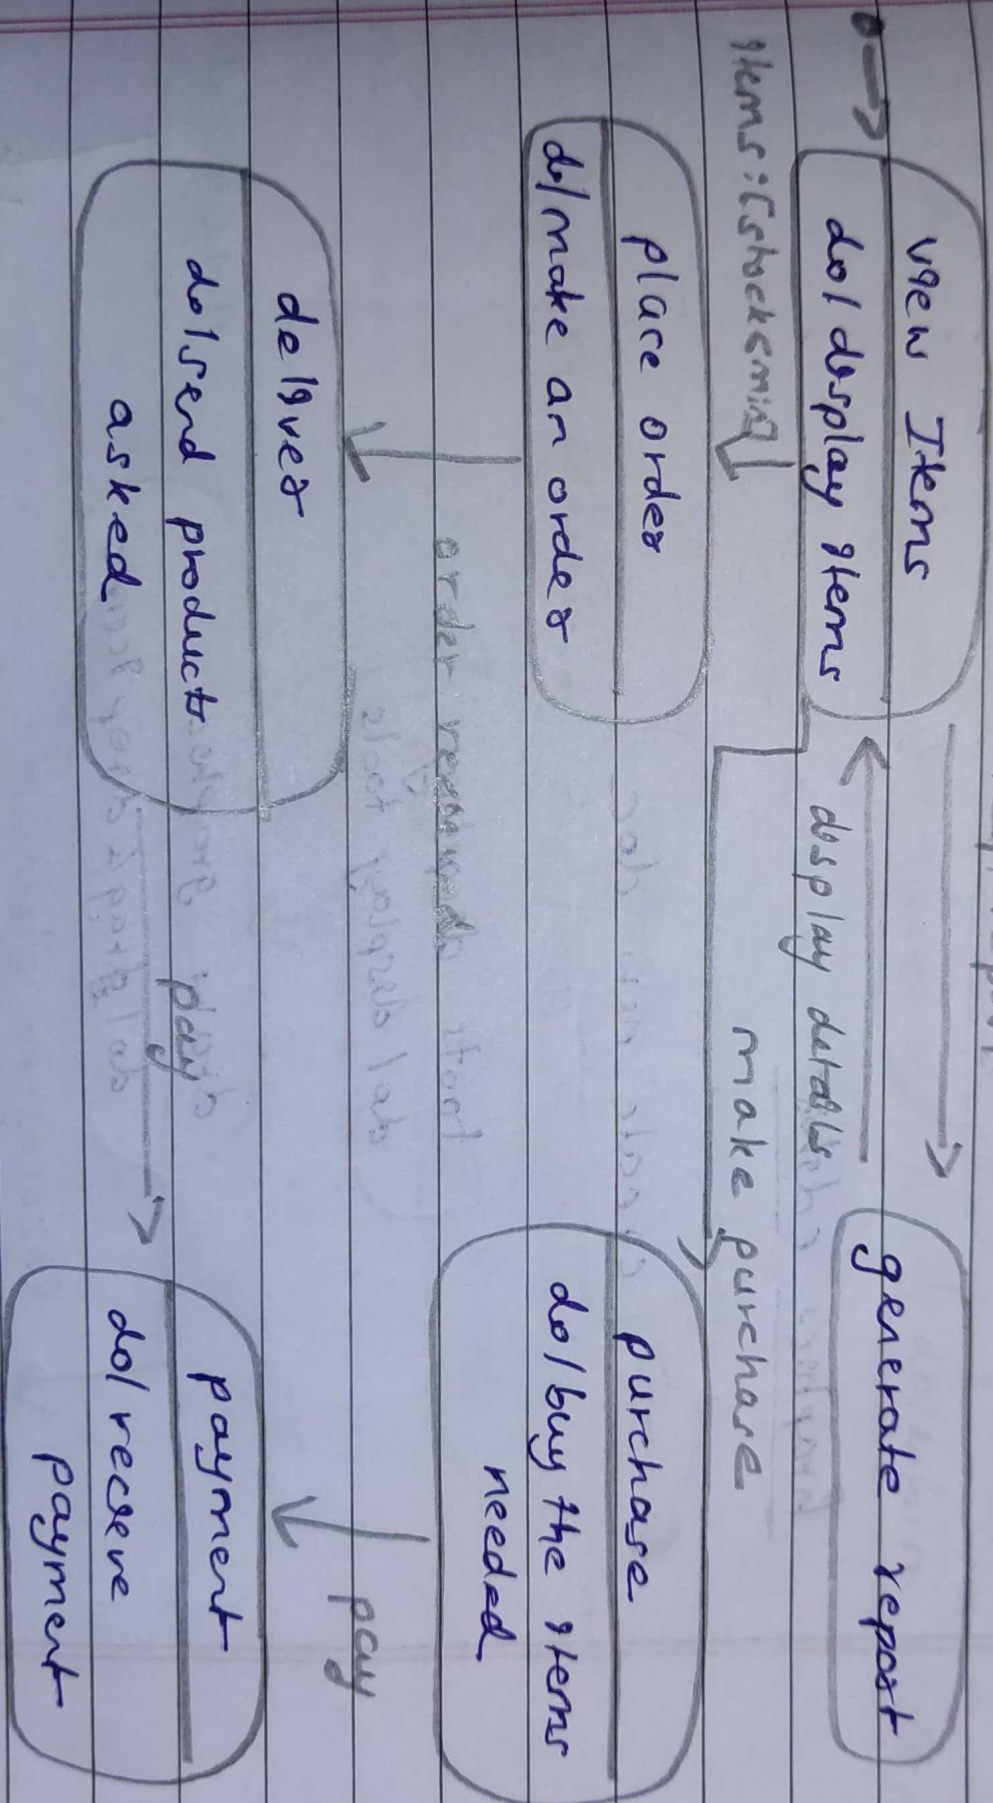 view Items
do/display items
generate report
display details
items:[stock<min]
make purchase
place order
do/make an order
purchase
do/buy the items
needed
pay
deliver
do/send products
asked
pay
payment
do/receive
payment